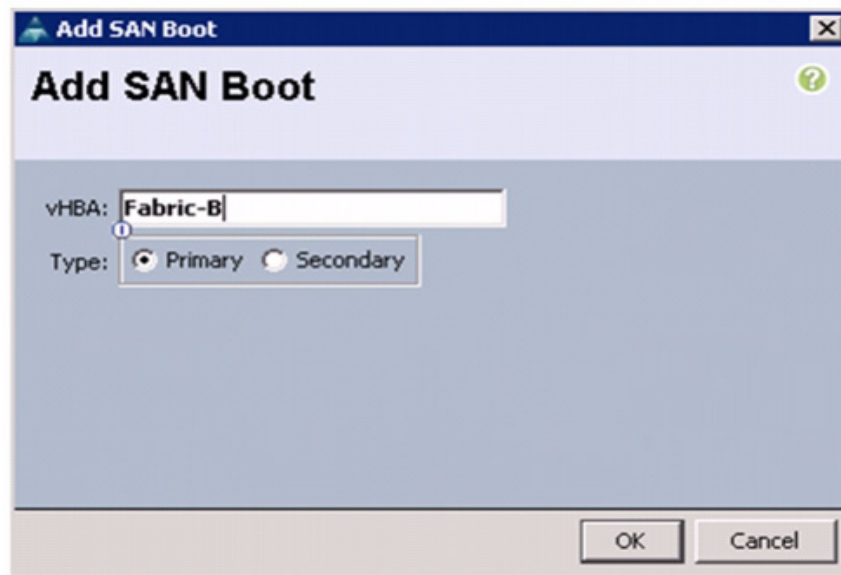 Add SAN Boot
Add SAN Boot
vHBA: Fabric-B
Type: Primary Secondary
OK Cancel